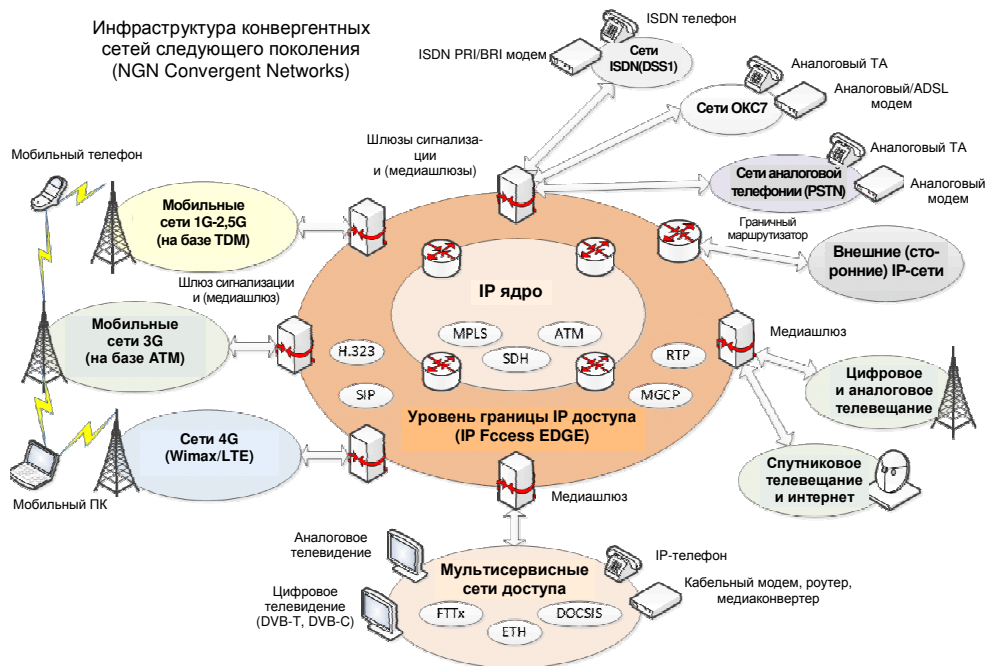 Инфраструктура конвергентных
сетей следующего поколения
(NGN Convergent Networks)
ISDN телефон
ISDN PRI/BRI модем
Сети
ISDN(DSS1)
Аналоговый ТА
Сети ОКС7
Аналоговый/ADSL
модем
Шлюзы сигнализа-
ции
и (медиашлюзы)
Аналоговый ТА
Сети аналоговой
телефонии (PSTN)
Аналоговый
модем
Граничный
маршрутизатор
Внешние (сто-
ронние) IP-сети
Мобильный телефон
Мобильные
сети 1G-2,5G
(на базе TDM)
Шлюз сигнализации
и (медиашлюз)
Мобильные
сети 3G
(на базе ATM)
Сети 4G
(Wimax/LTE)
Мобильный ПК
IP ядро
MPLS
ATM
SDH
H.323
SIP
RTP
MGCP
Уровень границы IP доступа
(IP Fccess EDGE)
Медиашлюз
Цифровое
и аналоговое
телевещание
Спутниковое
телевещание
и интернет
Медиашлюз
Аналоговое
телевидение
Цифровое
телевидение
(DVB-T, DVB-C)
Мультисервисные
сети доступа
FTTx
DOCSIS
ETH
IP-телефон
Кабельный модем, роутер,
медиаконвертер